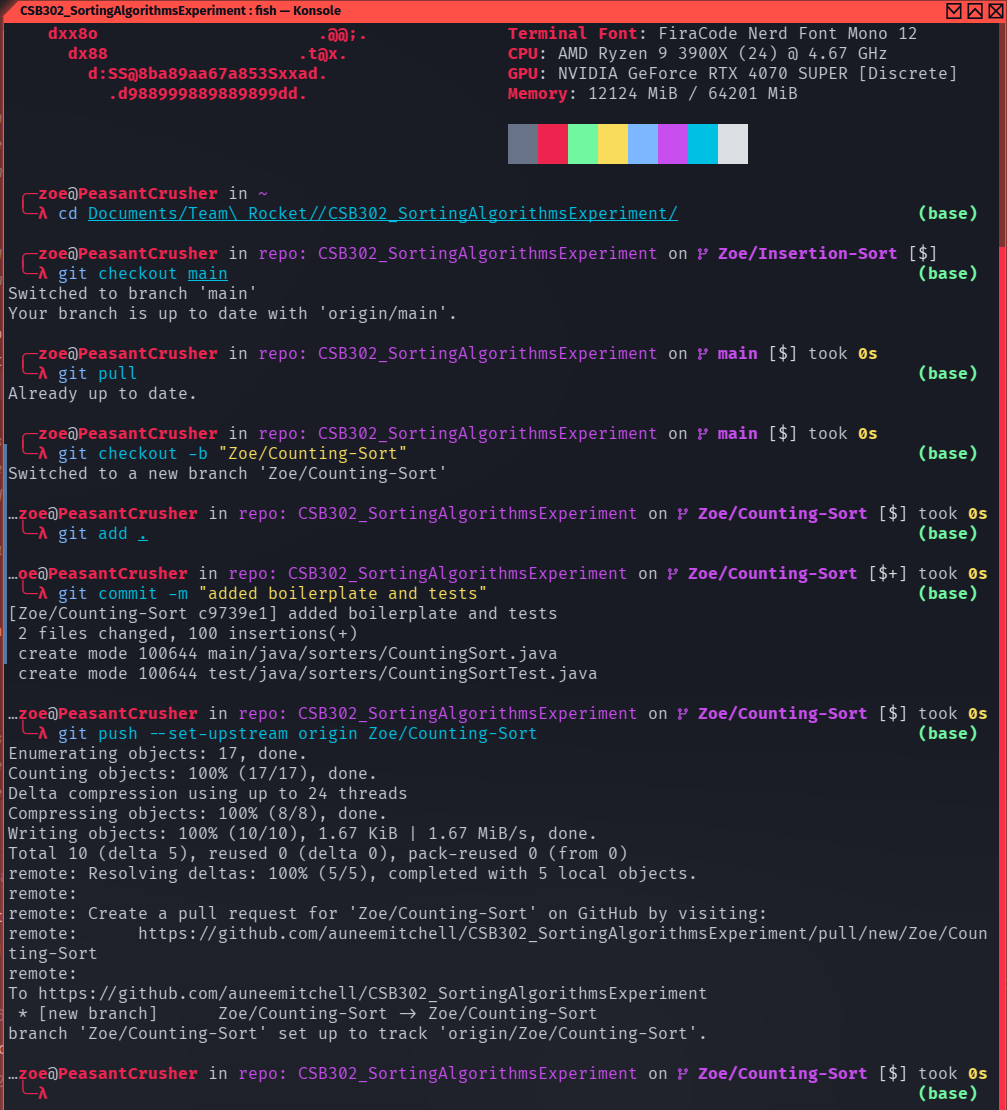 CSB302_SortingAlgorithmsExperiment : fish — Konsole
dxx8o .@@;. Terminal Font: FiraCode Nerd Font Mono 12
dx88 .t@x. CPU: AMD Ryzen 9 3900X (24) @ 4.67 GHz
d:SS@8ba89aa67a853Sxxad. GPU: NVIDIA GeForce RTX 4070 SUPER [Discrete]
.d988999889889899dd. Memory: 12124 MiB / 64201 MiB
╭─zoe@PeasantCrusher in ~
╰─λ cd Documents/Team\ Rocket//CSB302_SortingAlgorithmsExperiment/ (base)
╭─zoe@PeasantCrusher in repo: CSB302_SortingAlgorithmsExperiment on Zoe/Insertion-Sort [$]
╰─λ git checkout main (base)
Switched to branch 'main'
Your branch is up to date with 'origin/main'.
╭─zoe@PeasantCrusher in repo: CSB302_SortingAlgorithmsExperiment on main [$] took 0s
╰─λ git pull (base)
Already up to date.
╭─zoe@PeasantCrusher in repo: CSB302_SortingAlgorithmsExperiment on main [$] took 0s
╰─λ git checkout -b "Zoe/Counting-Sort" (base)
Switched to a new branch 'Zoe/Counting-Sort'
…zoe@PeasantCrusher in repo: CSB302_SortingAlgorithmsExperiment on Zoe/Counting-Sort [$] took 0s
╰─λ git add . (base)
…oe@PeasantCrusher in repo: CSB302_SortingAlgorithmsExperiment on Zoe/Counting-Sort [$+] took 0s
╰─λ git commit -m "added boilerplate and tests" (base)
[Zoe/Counting-Sort c9739e1] added boilerplate and tests
2 files changed, 100 insertions(+)
create mode 100644 main/java/sorters/CountingSort.java
create mode 100644 test/java/sorters/CountingSortTest.java
…zoe@PeasantCrusher in repo: CSB302_SortingAlgorithmsExperiment on Zoe/Counting-Sort [$] took 0s
╰─λ git push --set-upstream origin Zoe/Counting-Sort (base)
Enumerating objects: 17, done.
Counting objects: 100% (17/17), done.
Delta compression using up to 24 threads
Compressing objects: 100% (8/8), done.
Writing objects: 100% (10/10), 1.67 KiB | 1.67 MiB/s, done.
Total 10 (delta 5), reused 0 (delta 0), pack-reused 0 (from 0)
remote: Resolving deltas: 100% (5/5), completed with 5 local objects.
remote:
remote: Create a pull request for 'Zoe/Counting-Sort' on GitHub by visiting:
remote: https://github.com/auneemitchell/CSB302_SortingAlgorithmsExperiment/pull/new/Zoe/Coun
ting-Sort
remote:
To https://github.com/auneemitchell/CSB302_SortingAlgorithmsExperiment
* [new branch] Zoe/Counting-Sort -> Zoe/Counting-Sort
branch 'Zoe/Counting-Sort' set up to track 'origin/Zoe/Counting-Sort'.
…zoe@PeasantCrusher in repo: CSB302_SortingAlgorithmsExperiment on Zoe/Counting-Sort [$] took 0s
╰─λ (base)